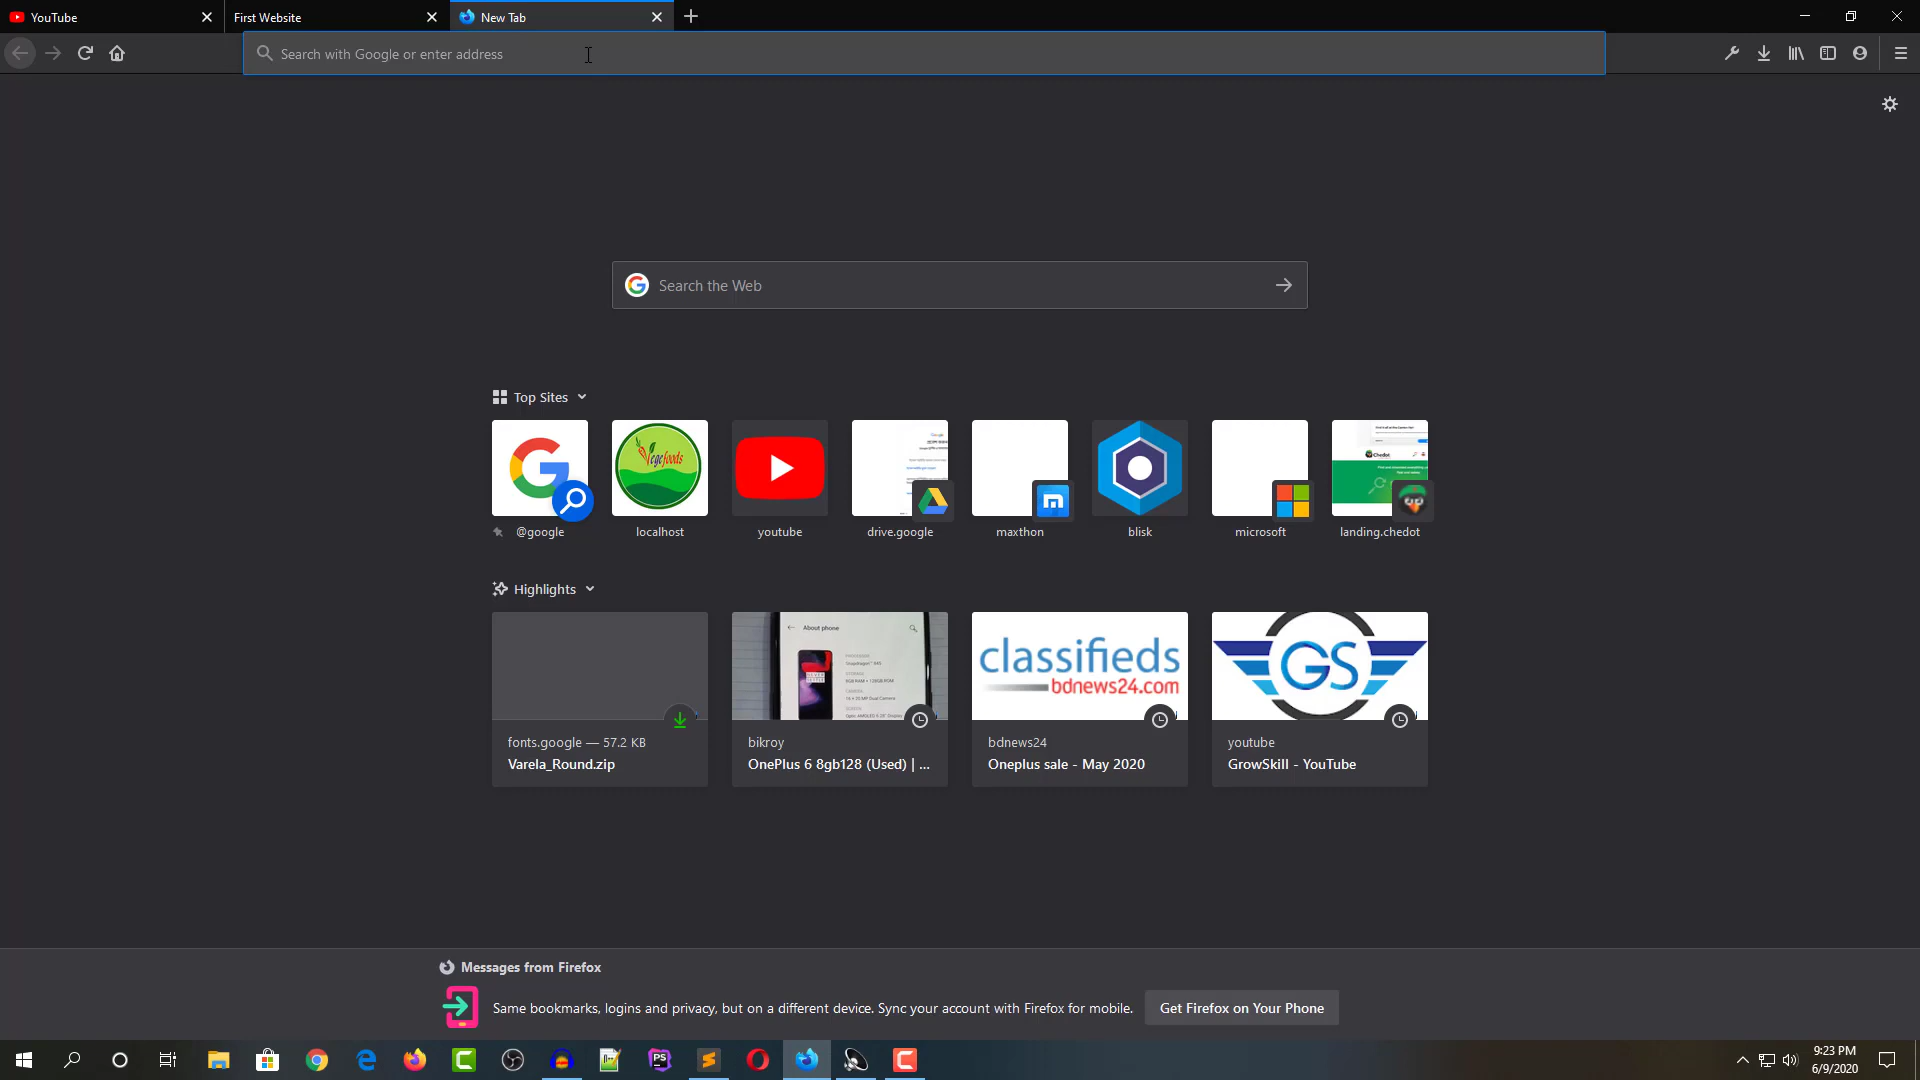 YouTube
First Website
New Tab
Search with Google or enter address
Search the Web
Top Sites
@google
localhost
youtube
drive.google
maxthon
blisk
microsoft
landing.chedot
Highlights
About phone
classifieds
bdnews24.com
GS
fonts.google — 57.2 KB
Varela_Round.zip
bikroy
OnePlus 6 8gb128 (Used) | ...
bdnews24
Oneplus sale - May 2020
youtube
GrowSkill - YouTube
Messages from Firefox
Same bookmarks, logins and privacy, but on a different device. Sync your account with Firefox for mobile.
Get Firefox on Your Phone
PS
9:23 PM
6/9/2020